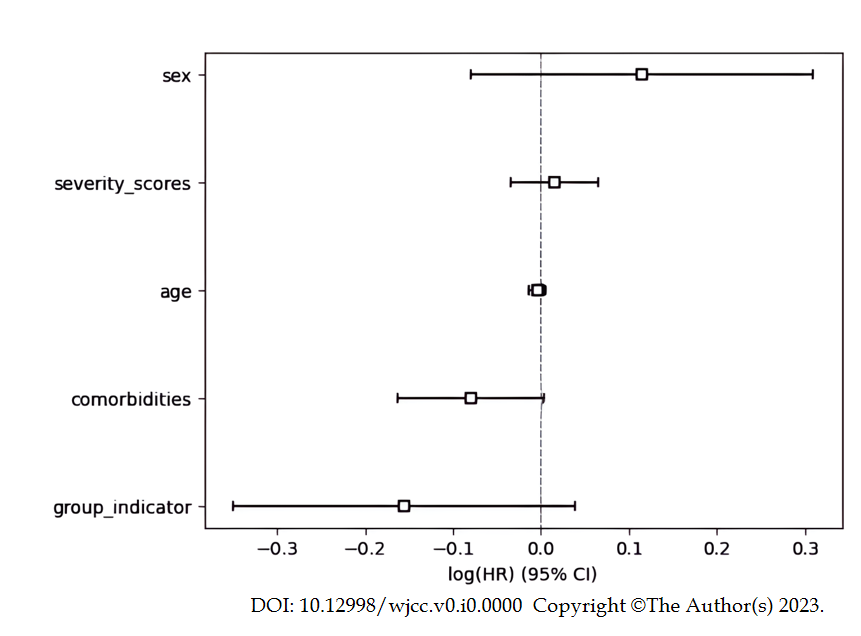 sex
severity_scores
age
comorbidities
group_indicator
−0.3 −0.2 −0.1 0.0 0.1 0.2 0.3
log(HR) (95% CI)
DOI: 10.12998/wjcc.v0.i0.0000 Copyright ©The Author(s) 2023.